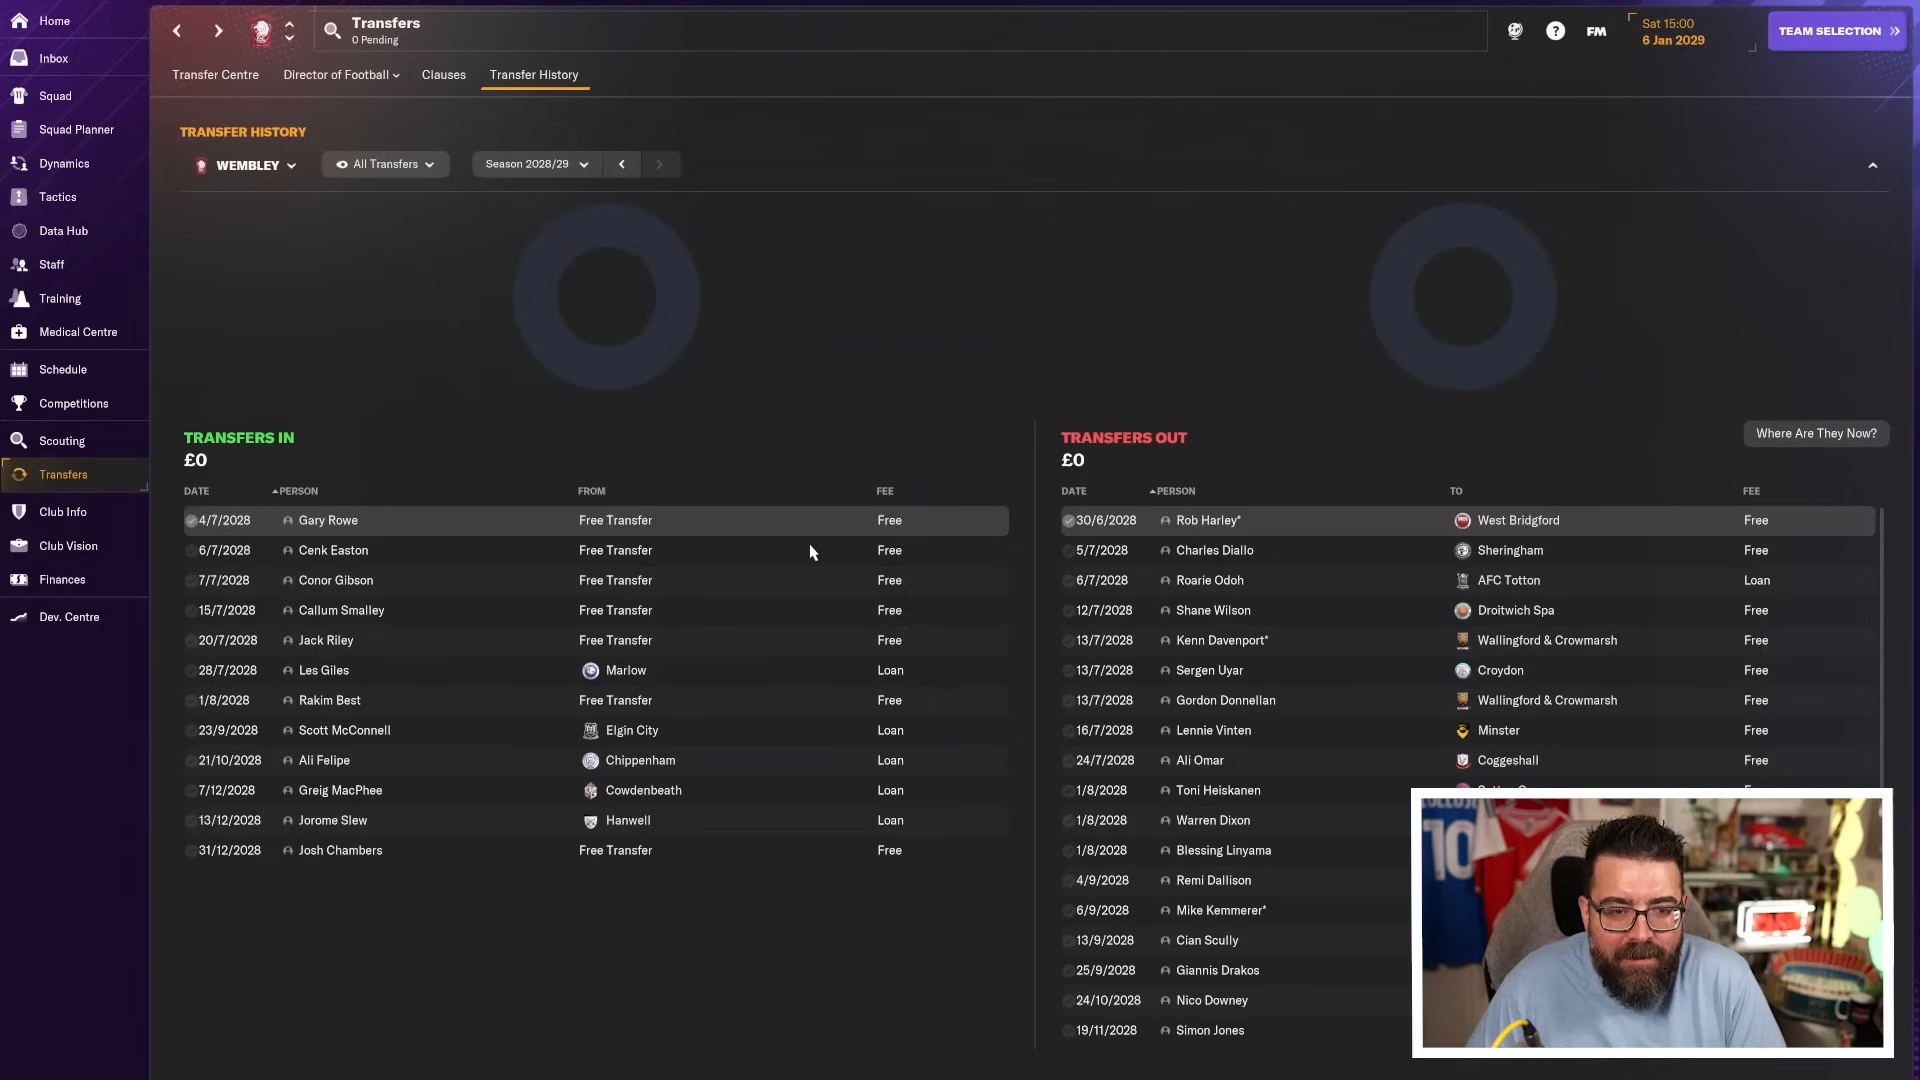 Home
Inbox
Squad
Squad Planner
Dynamics
Tactics
Data Hub
Staff
Training
Medical Centre
Schedule
Competitions
Scouting
Transfers
Club Info
Club Vision
Finances
Dev. Centre
Transfers
0 Pending
FM
Sat 15:00
6 Jan 2029
TEAM SELECTION
Transfer Centre Director of Football Clauses Transfer History
TRANSFER HISTORY
WEMBLEY All Transfers Season 2028/29
TRANSFERS IN
£0
DATE PERSON FROM FEE
4/7/2028 Gary Rowe Free Transfer Free
6/7/2028 Cenk Easton Free Transfer Free
7/7/2028 Conor Gibson Free Transfer Free
15/7/2028 Callum Smalley Free Transfer Free
20/7/2028 Jack Riley Free Transfer Free
28/7/2028 Les Giles Marlow Loan
1/8/2028 Rakim Best Free Transfer Free
23/9/2028 Scott McConnell Elgin City Loan
21/10/2028 Ali Felipe Chippenham Loan
7/12/2028 Greig MacPhee Cowdenbeath Loan
13/12/2028 Jorome Slew Hanwell Loan
31/12/2028 Josh Chambers Free Transfer Free
TRANSFERS OUT
£0
Where Are They Now?
DATE PERSON TO FEE
30/6/2028 Rob Harley* West Bridgford Free
5/7/2028 Charles Diallo Sheringham Free
6/7/2028 Roarie Odoh AFC Totton Loan
12/7/2028 Shane Wilson Droitwich Spa Free
13/7/2028 Kenn Davenport* Wallingford & Crowmarsh Free
13/7/2028 Sergen Uyar Croydon Free
13/7/2028 Gordon Donnellan Wallingford & Crowmarsh Free
16/7/2028 Lennie Vinten Minster Free
24/7/2028 Ali Omar Coggeshall Free
1/8/2028 Toni Heiskanen
1/8/2028 Warren Dixon
1/8/2028 Blessing Linyama
4/9/2028 Remi Dallison
6/9/2028 Mike Kemmerer*
13/9/2028 Cian Scully
25/9/2028 Giannis Drakos
24/10/2028 Nico Downey
19/11/2028 Simon Jones
10